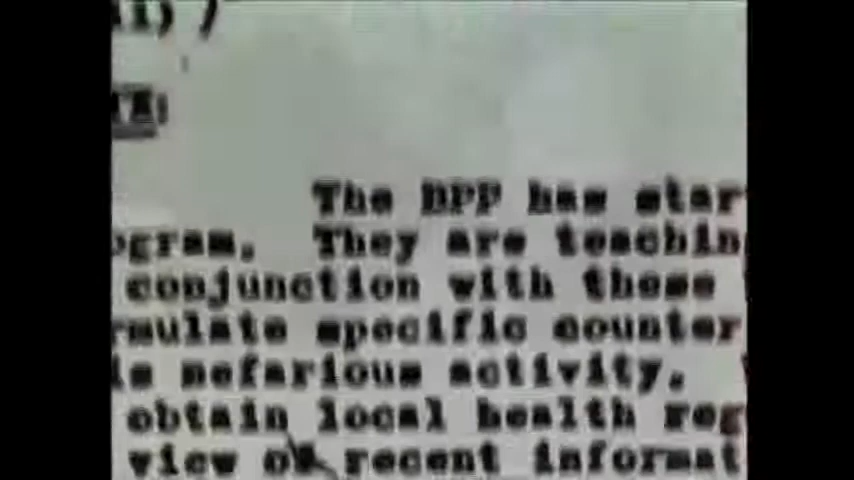 The BPP has star
ogram. They are teachin
conjunction with these
rmulate specific counter
is nefarious activity.
obtain local health reg
view of recent informat